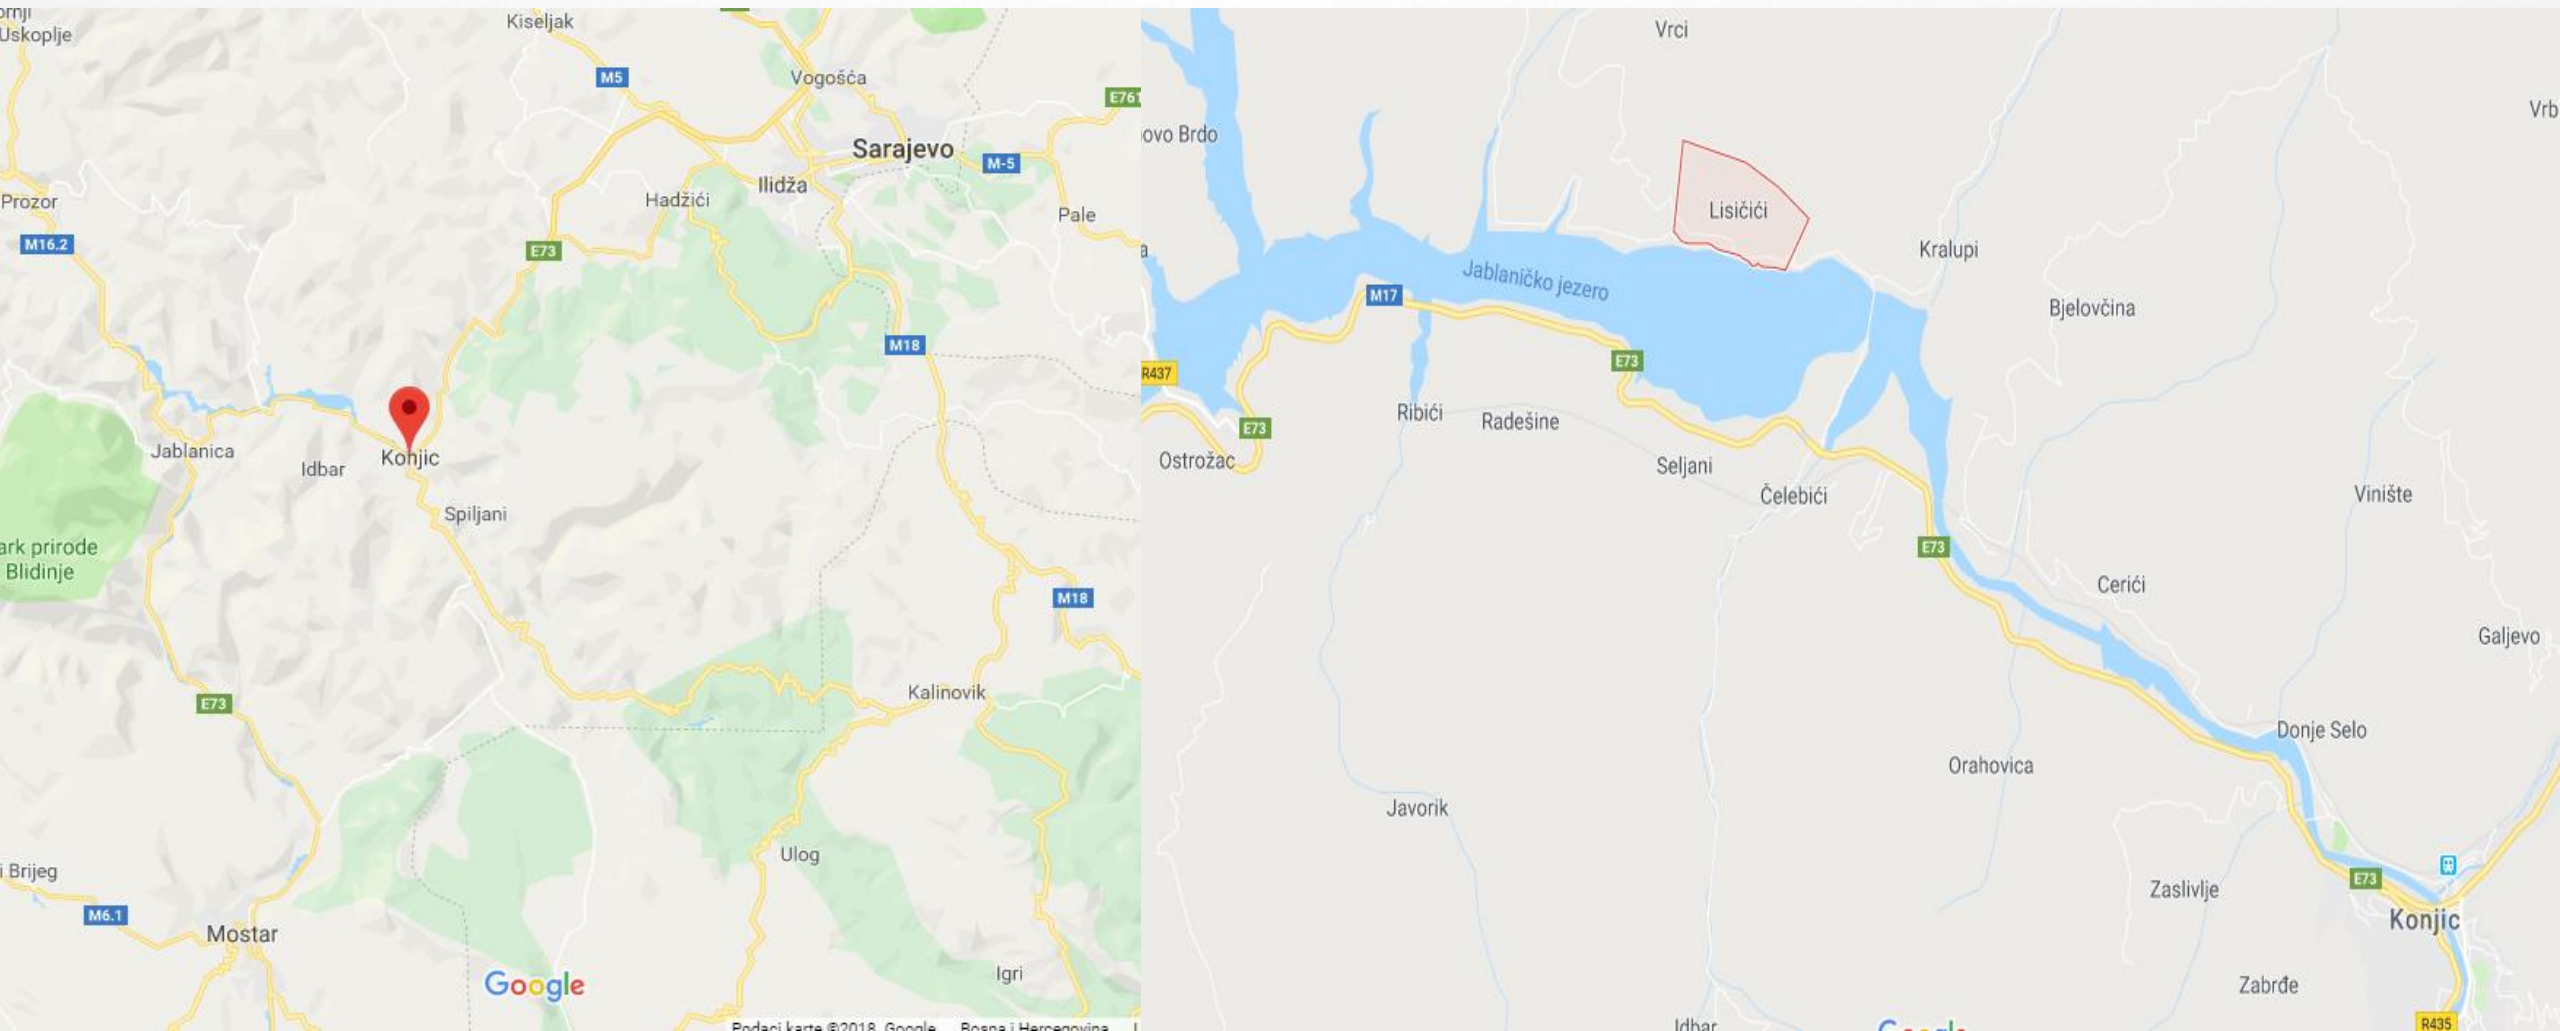 Kiseljak
Uskoplje
M5
Vogošća
E761
Sarajevo
M-5
Ilidža
Hadžići
Prozor
Pale
M16.2
E73
M18
Jablanica
Idbar
Konjic
Spiljani
ark prirode
Blidinje
M18
Kalinovik
E73
Ulog
i Brijeg
M6.1
Mostar
Igri
Google
Podaci karte ©2018 Google
Bosna i Hercegovina
Vrci
Vrb
ovo Brdo
Lisičići
Kralupi
a
Jablaničko jezero
M17
Bjelovčina
E73
R437
Ribići
Radešine
E73
Ostrožac
Seljani
Čelebići
Vinište
E73
Cerići
Galjevo
Donje Selo
Orahovica
Javorik
E73
Zaslivlje
Konjic
Zabrđe
Idbar
Google
R435